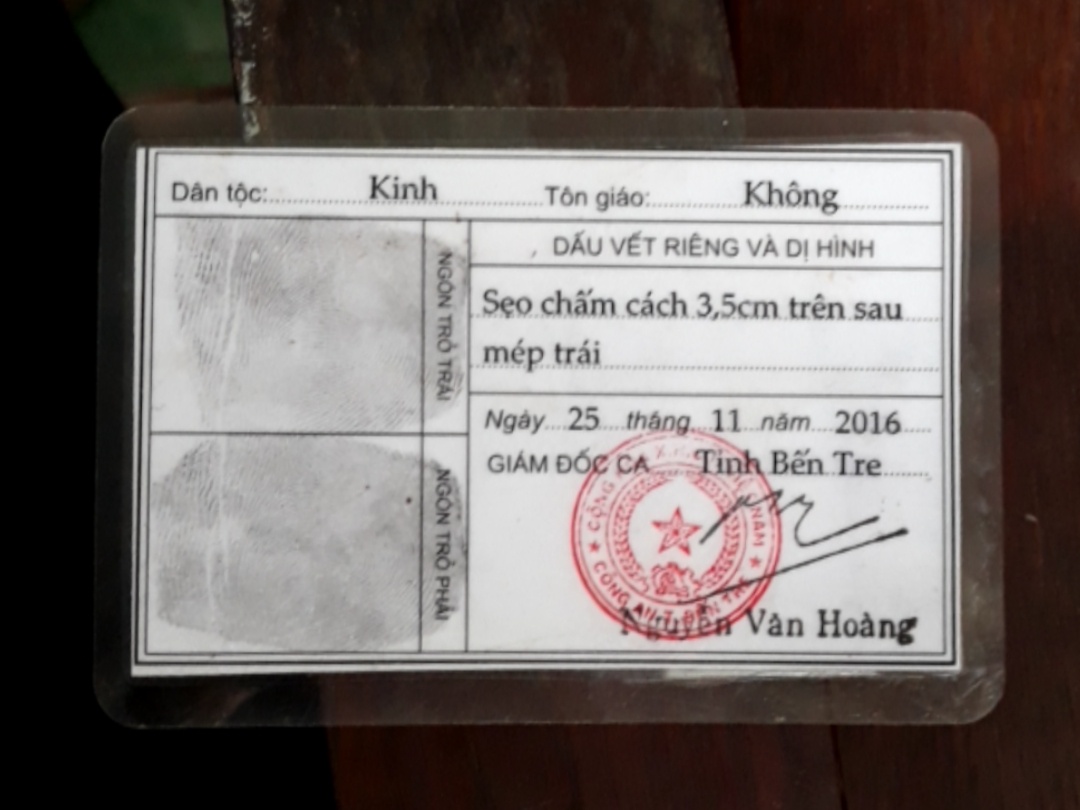 Dân tộc: Kinh Tôn giáo: Không
NGÓN TRỎ TRÁI
NGÓN TRỎ PHẢI
DẤU VẾT RIÊNG VÀ DỊ HÌNH
Sẹo chấm cách 3,5cm trên sau
mép trái
Ngày 25 tháng 11 năm 2016
GIÁM ĐỐC CA Tỉnh Bến Tre
CÔNG AN T. BẾN TRE
Nguyễn Văn Hoàng